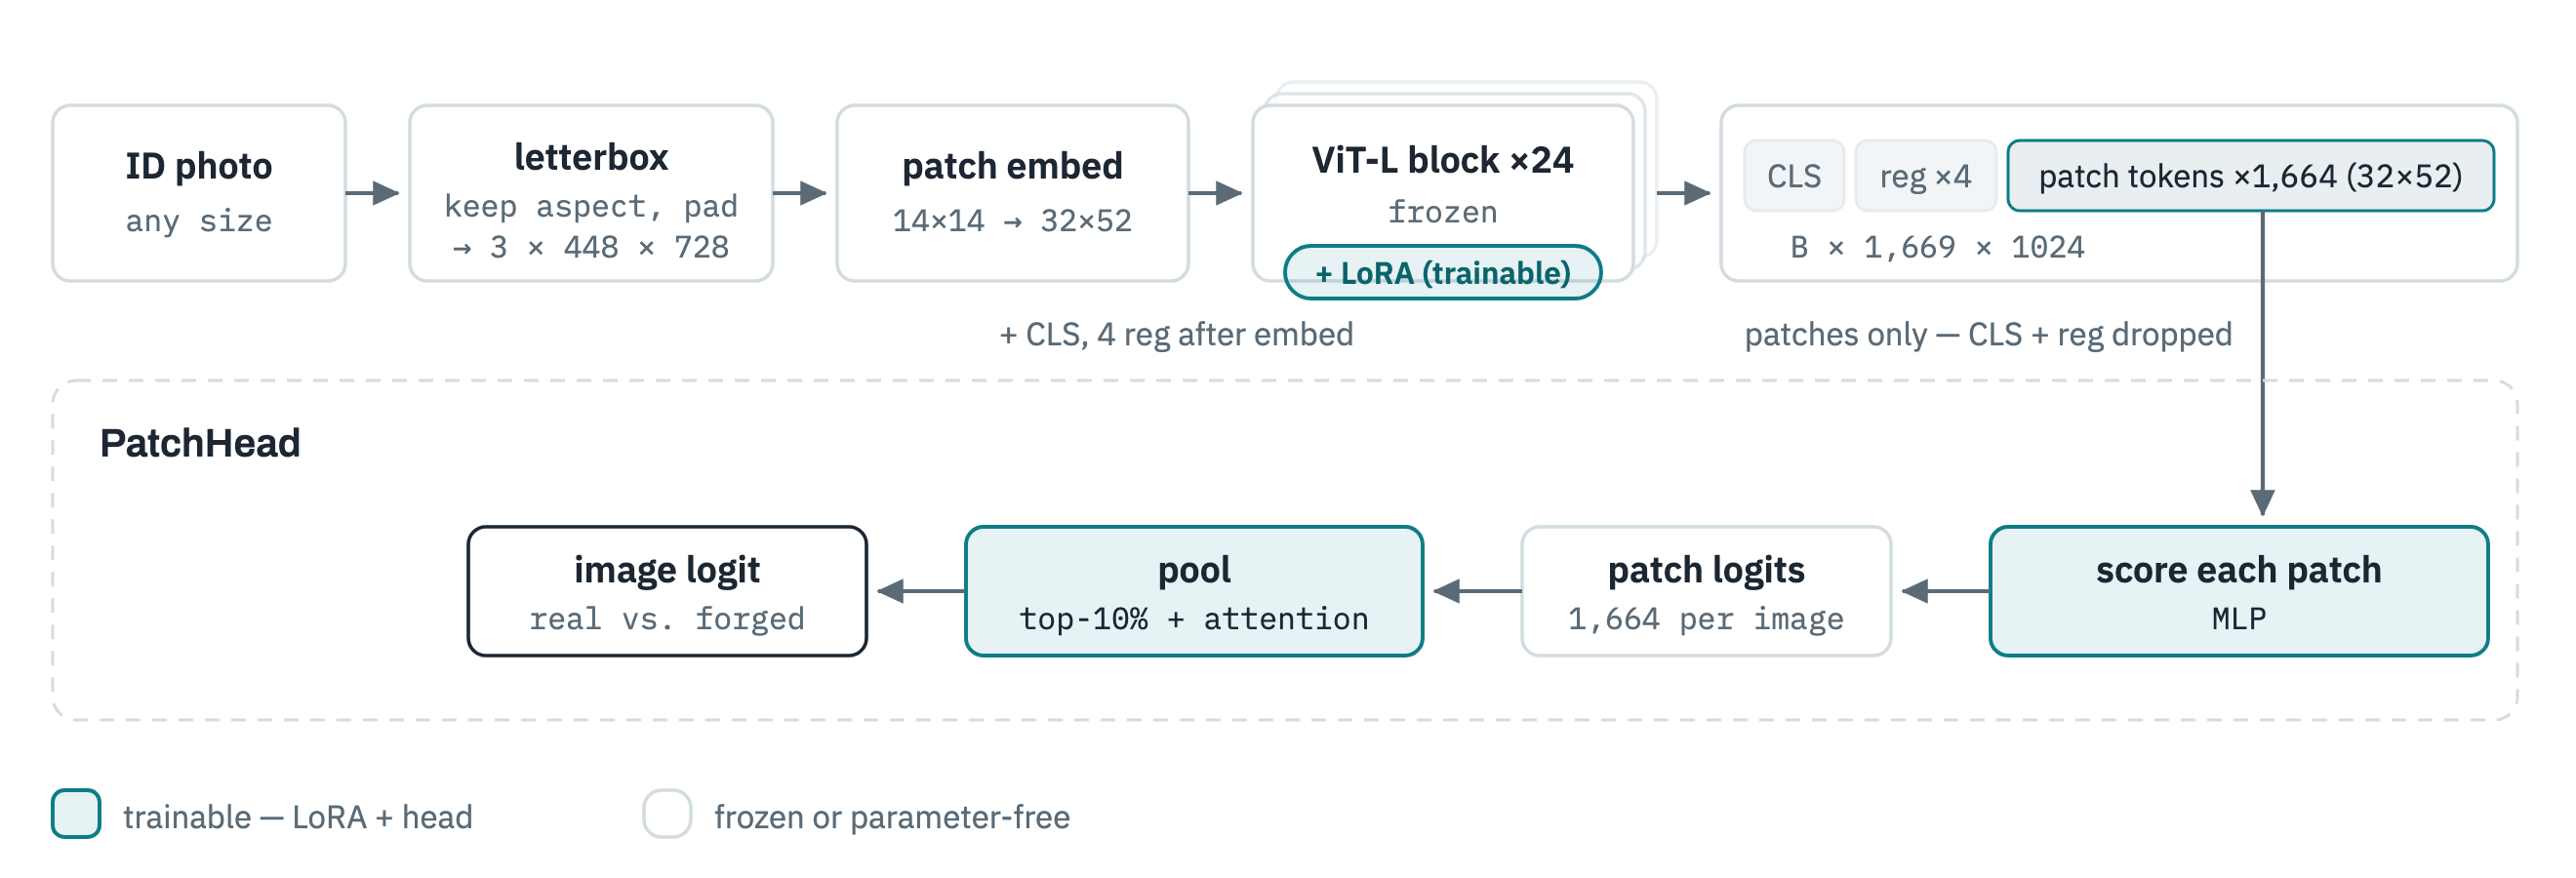 ID photo
any size
letterbox
keep aspect, pad
→ 3 × 448 × 728
patch embed
14×14 → 32×52
ViT-L block ×24
frozen
+ LoRA (trainable)
CLS
reg ×4
patch tokens ×1,664 (32×52)
B × 1,669 × 1024
+ CLS, 4 reg after embed
patches only — CLS + reg dropped
PatchHead
image logit
real vs. forged
pool
top-10% + attention
patch logits
1,664 per image
score each patch
MLP
trainable — LoRA + head
frozen or parameter-free